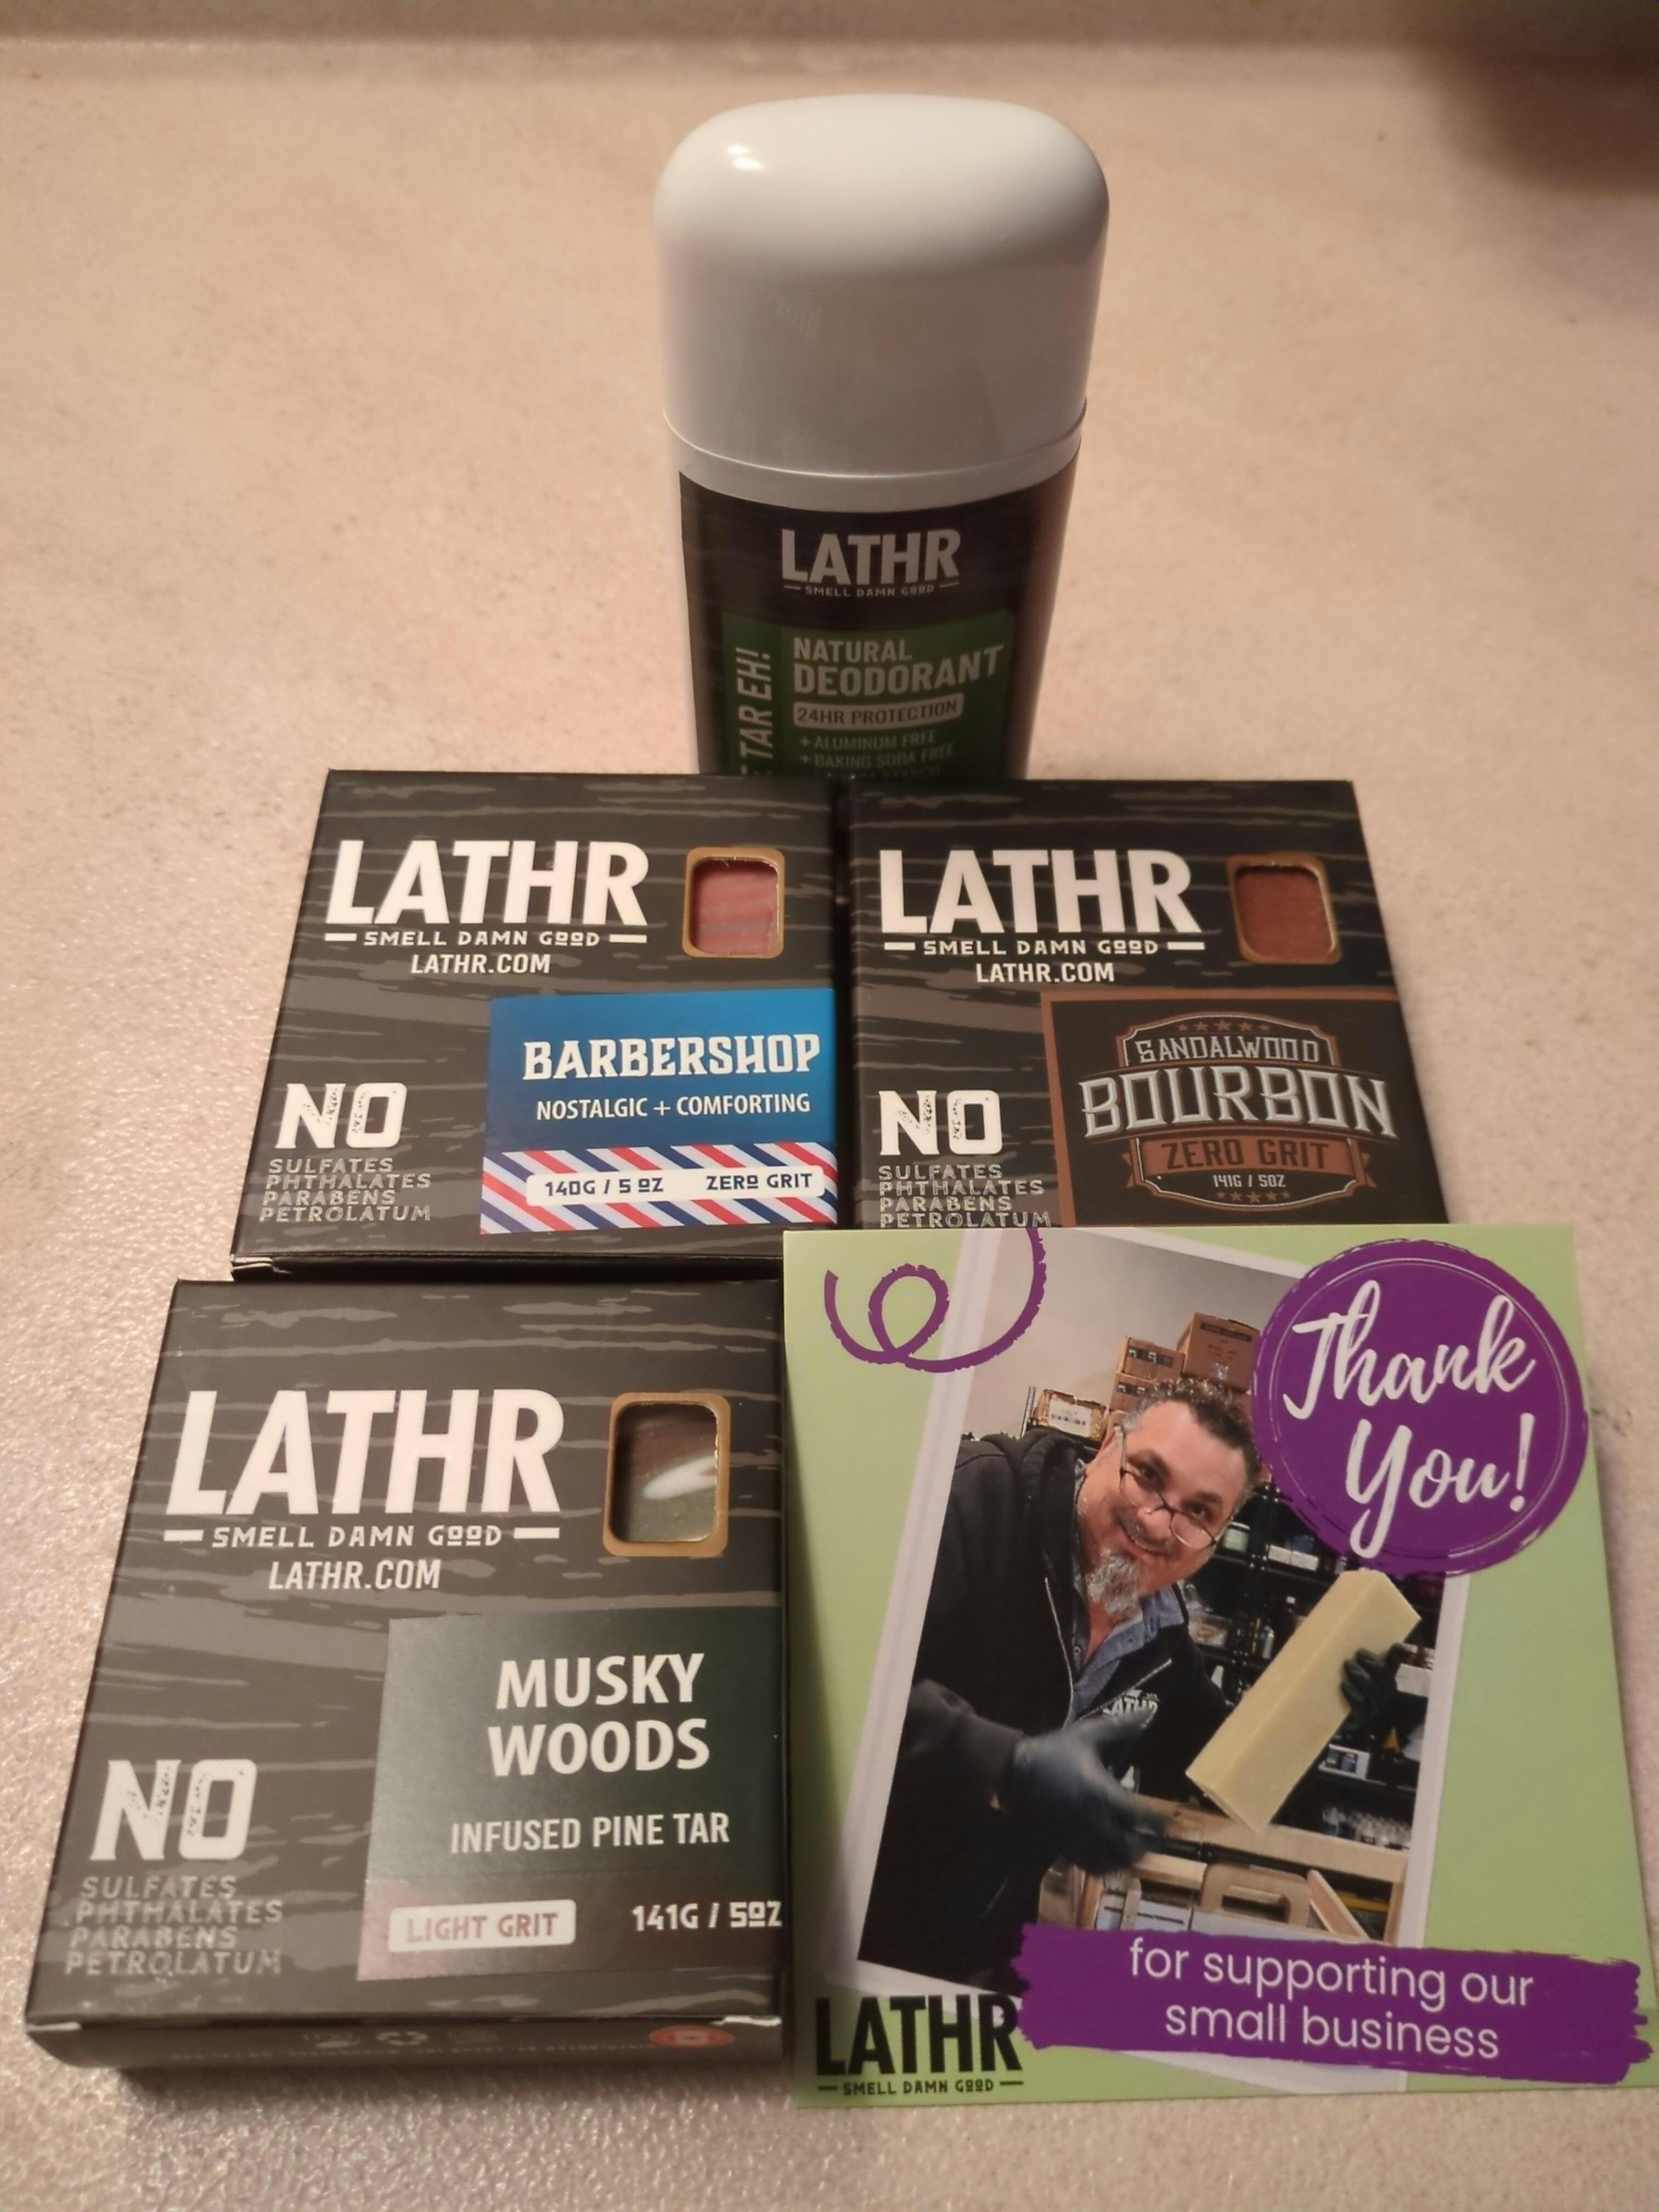 LATHR
SMELL DAMN GOOD
TAR EH!
NATURAL
DEODORANT
24HR PROTECTION
+ ALUMINUM FREE
+ BAKING SODA FREE
LATHR
SMELL DAMN GOOD
LATHR.COM
NO
SULFATES
PHTHALATES
PARABENS
PETROLATUM
BARBERSHOP
NOSTALGIC + COMFORTING
140G / 5 OZ ZERO GRIT
LATHR
SMELL DAMN GOOD
LATHR.COM
NO
SULFATES
PHTHALATES
PARABENS
PETROLATUM
SANDALWOOD
BOURBON
ZERO GRIT
141G / 5OZ
LATHR
SMELL DAMN GOOD
LATHR.COM
NO
SULFATES
PHTHALATES
PARABENS
PETROLATUM
MUSKY
WOODS
INFUSED PINE TAR
LIGHT GRIT 141G / 5OZ
Thank
You!
for supporting our
small business
LATHR
SMELL DAMN GOOD